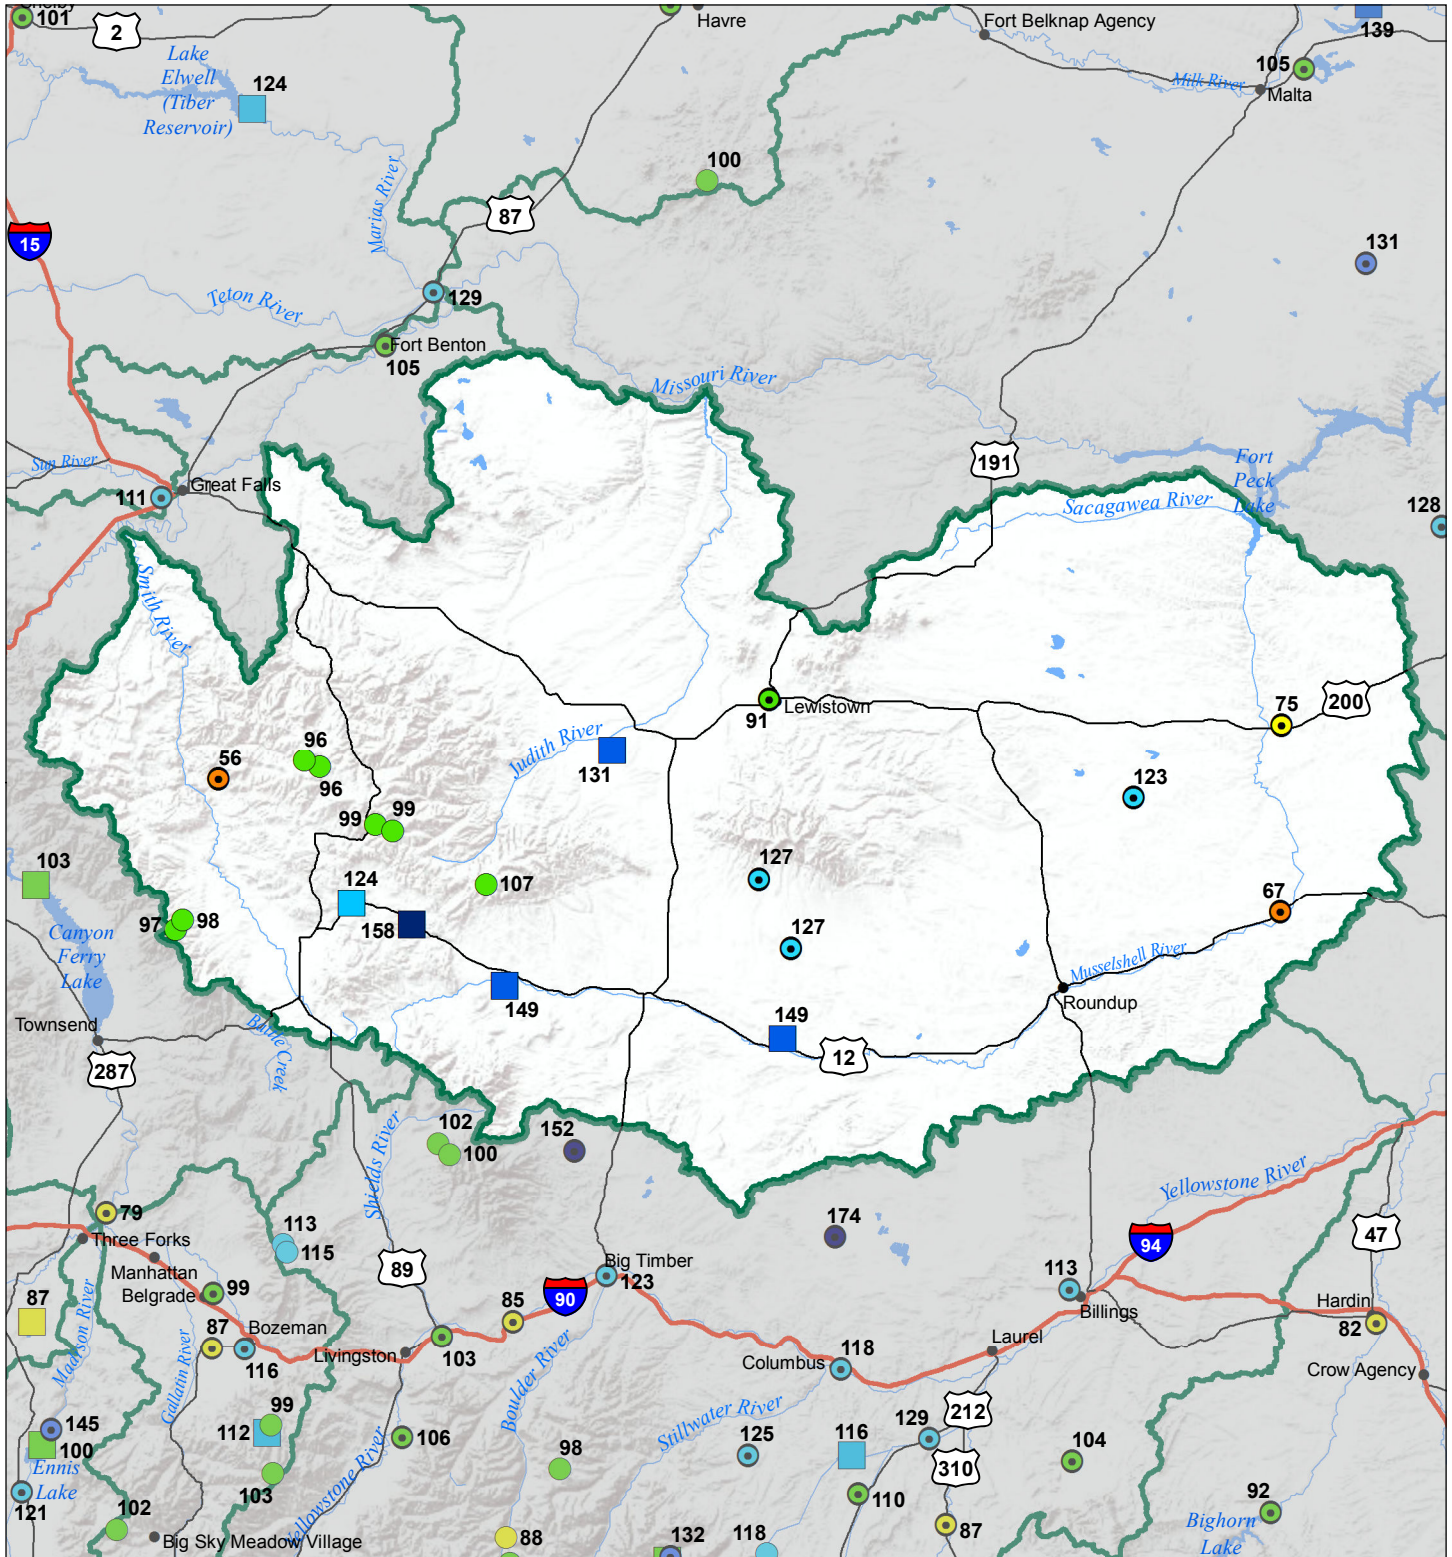 Shelby
101
2
Havre
Fort Belknap Agency
139
Lake
Elwell
(Tiber
Reservoir)
124
105
Milk River
Malta
Marias River
100
87
15
131
Teton River
129
Fort Benton
105
Missouri River
Sun River
Great Falls
111
191
Fort
Peck
Lake
Sacagawea River
128
Smith River
91
Lewistown
75
200
56
96
96
Judith River
131
123
99
99
103
127
124
107
67
97
98
158
Canyon
Ferry
Lake
127
Musselshell River
149
Roundup
Townsend
Battle Creek
149
12
287
102
100
152
Shields River
Yellowstone River
79
Three Forks
113
115
174
94
47
Manhattan
Belgrade
99
89
Big Timber
123
90
113
Billings
Hardin
82
87
Madison River
87
Bozeman
116
85
Livingston
103
Laurel
Columbus
118
Crow Agency
Gallatin River
Boulder River
145
100
Ennis
Lake
99
112
106
Stillwater River
212
129
116
125
310
104
98
121
102
103
Yellowstone River
110
92
Big Sky Meadow Village
88
132
118
87
Bighorn
Lake